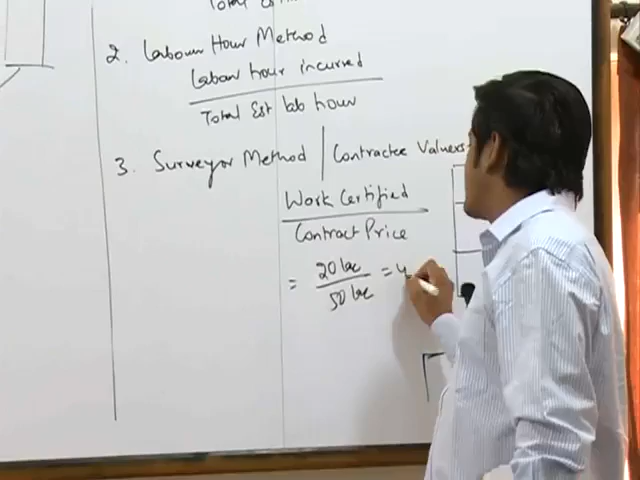 Total
2. Labour Hour Method
Labour hour incurred
Total Est lab hour
3. Surveyor Method | Contractee Valuers
Work Certified
Contract Price
= 20 lac = 4
50 lac